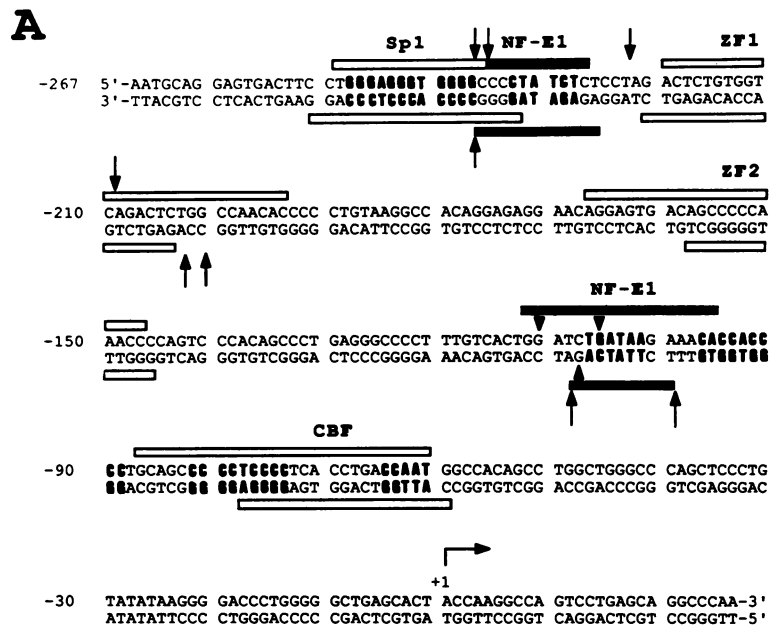 A
Sp1 NF-E1 ZF1
-267 5'-AATGCAG GAGTGACTTC CTGGGAGGGT GGGGCCCCTA TCTCTCCTAG ACTCTGTGGT
3'-TTACGTCC CTCACTGAAG GACCCTCCCA CCCCGGGGAT AGAGAGGATC TGAGACACCA
ZF2
-210 CAGACTCTGG CCAACACCCC CTGTAAGGCC ACAGGAGAGG AACAGGAGTG ACAGCCCCCA
GTCTGAGACC GGTTGTGGGG GACATTCCGG TGTCCTCTCC TTGTCCTCACTGTCGGGGGT
NF-E1
-150 AACCCCAGTC CCACAGCCCT GAGGGCCCCT TTGTCACTGG ATCTGATAAG AAACACCACC
TTGGGGTCAG GGTGTCGGGA CTCCCGGGGA AACAGTGACC TAGACTATTC TTTGTGGTGG
CBF
-90 CCTGCAGCCC CCTCCCCTCA CCTGACCAAT GGCCACAGCC TGGCTGGGCC CAGCTCCCTG
GGACGTCGGG GGAGGGGAGT GGACTGGTTA CCGGTGTCGG ACCGACCCGG GTCGAGGGAC
+1
-30 TATATAAGGG GACCCTGGGG GCTGAGCACT ACCAAGGCCA GTCCTGAGCA GGCCCAA-3'
ATATATTCCC CTGGGACCCC CGACTCGTGA TGGTTCCGGT CAGGACTCGT CCGGGTT-5'